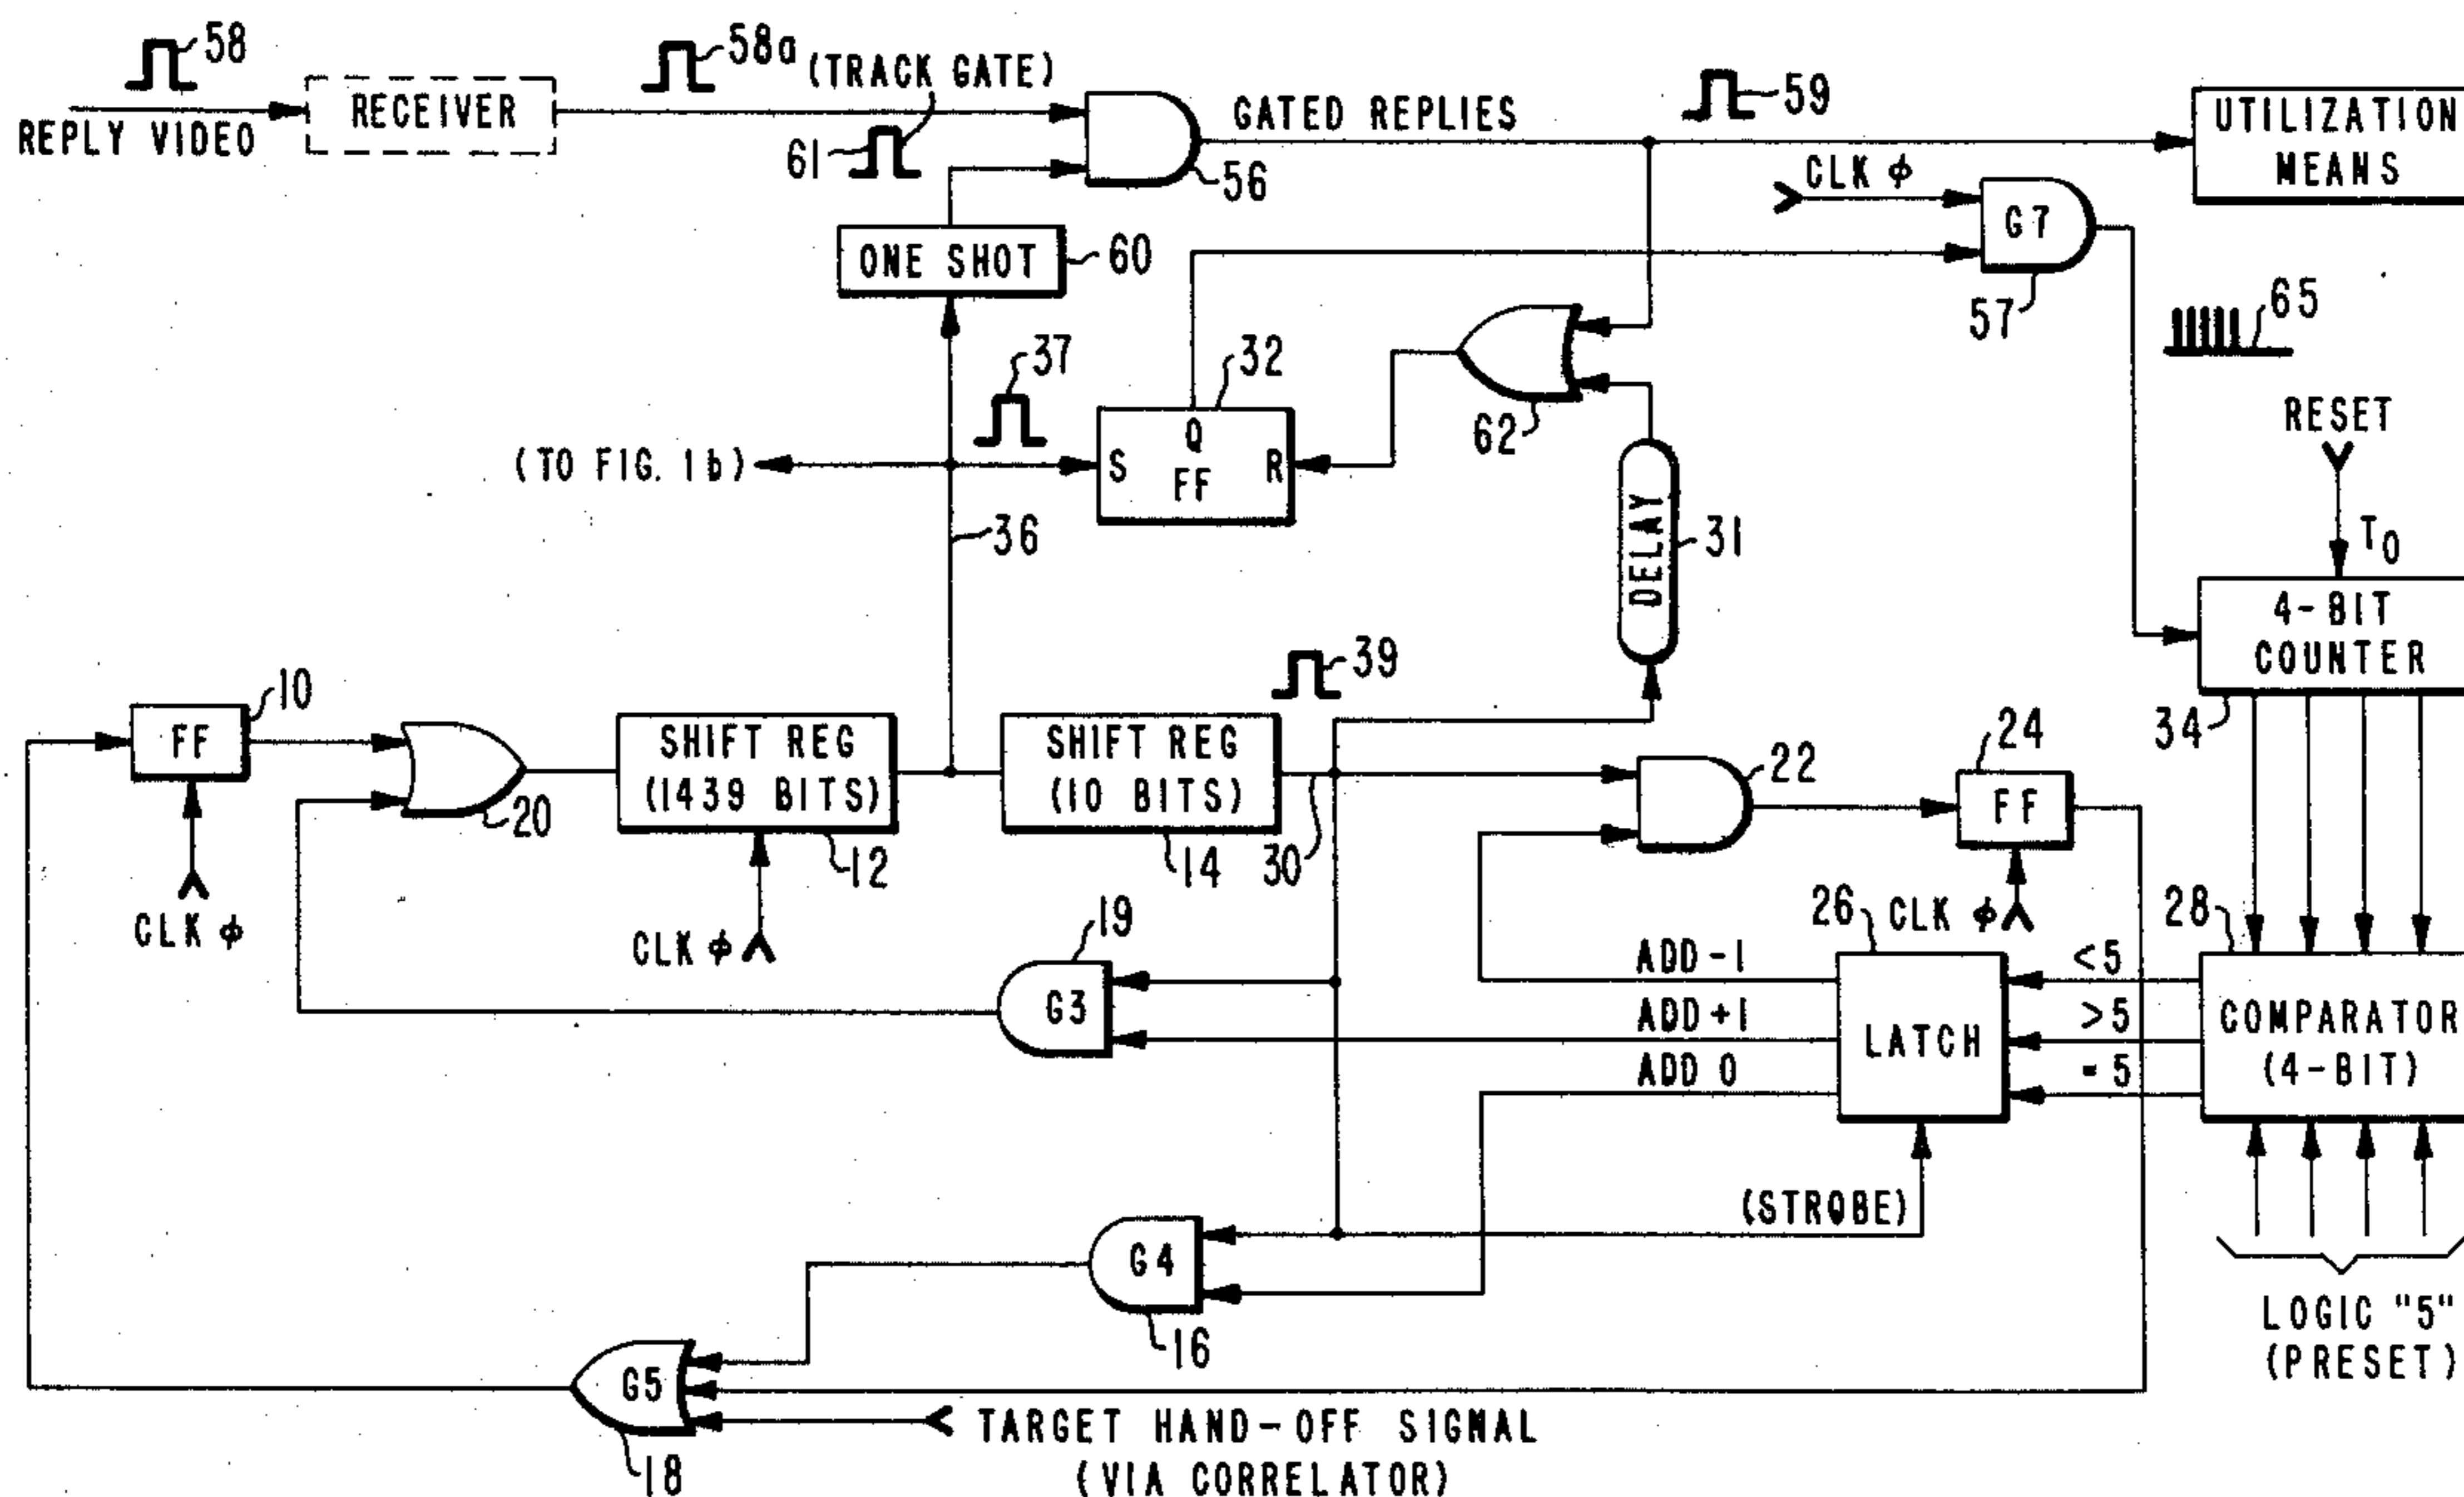 58
58a
(TRACK GATE)
RECEIVER
REPLY VIDEO
61
GATED REPLIES
56
59
UTILIZATION
MEANS
CLK ϕ
G7
57
65
ONE SHOT
60
37
32
62
(TO FIG. 1b)
S
Q
FF
R
36
DELAY
31
RESET
T0
4-BIT
COUNTER
34
39
10
FF
CLK ϕ
20
SHIFT REG
(1439 BITS)
12
CLK ϕ
SHIFT REG
(10 BITS)
14
30
22
24
FF
CLK ϕ
19
G3
ADD-1
ADD+1
ADD 0
26
LATCH
<5
>5
=5
28
COMPARATOR
(4-BIT)
(STROBE)
G4
16
LOGIC "5"
(PRESET)
G5
18
TARGET HAND-OFF SIGNAL
(VIA CORRELATOR)